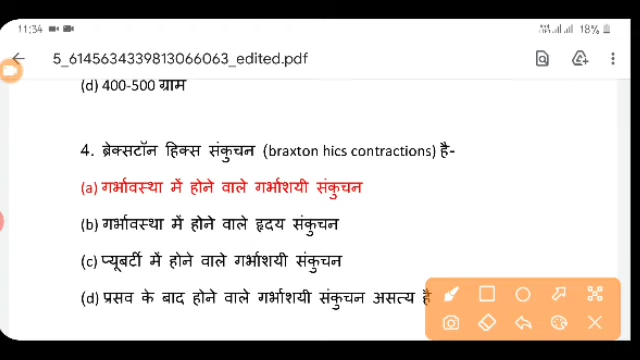 11:34 18%
5_6145634339813066063_edited.pdf
(d) 400-500 ग्राम
4. ब्रेक्सटॉन हिक्स संकुचन (braxton hics contractions) है-
(a) गर्भावस्था में होने वाले गर्भाशयी संकुचन
(b) गर्भावस्था में होने वाले हृदय संकुचन
(c) प्यूबर्टी में होने वाले गर्भाशयी संकुचन
(d) प्रसव के बाद होने वाले गर्भाशयी संकुचन असत्य है